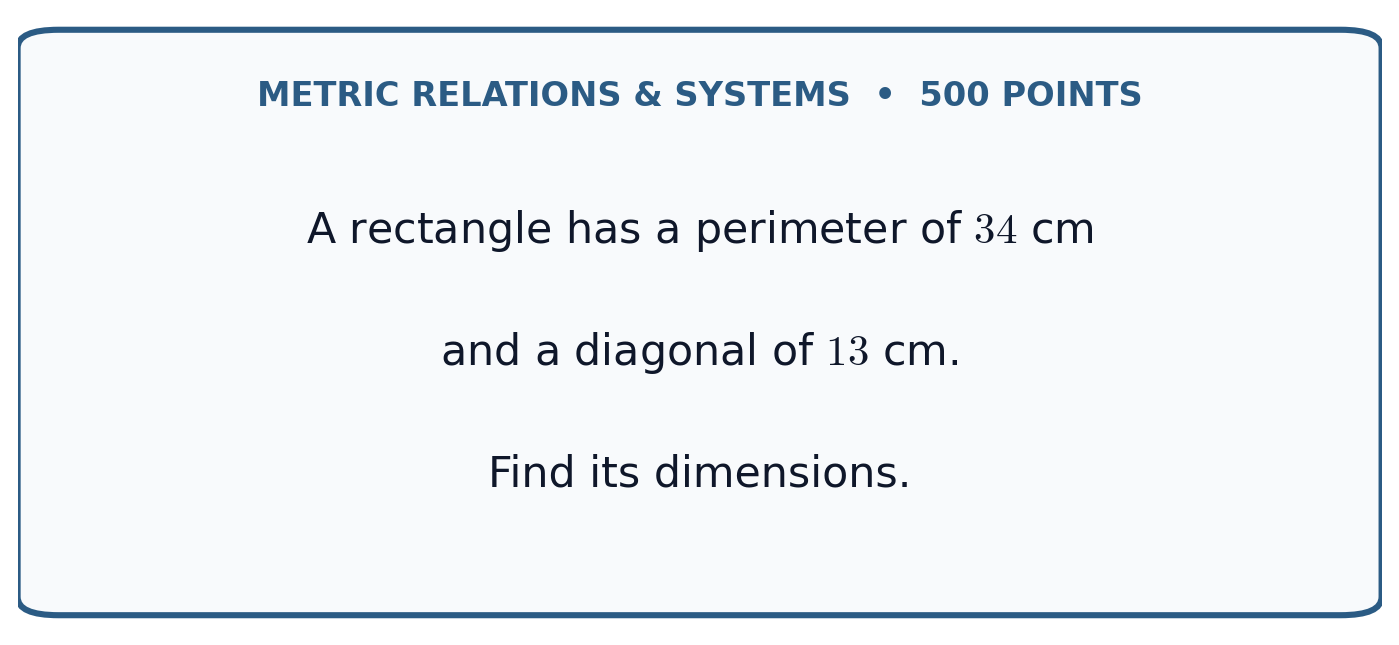 METRIC RELATIONS & SYSTEMS • 500 POINTS
A rectangle has a perimeter of 34 cm
and a diagonal of 13 cm.
Find its dimensions.